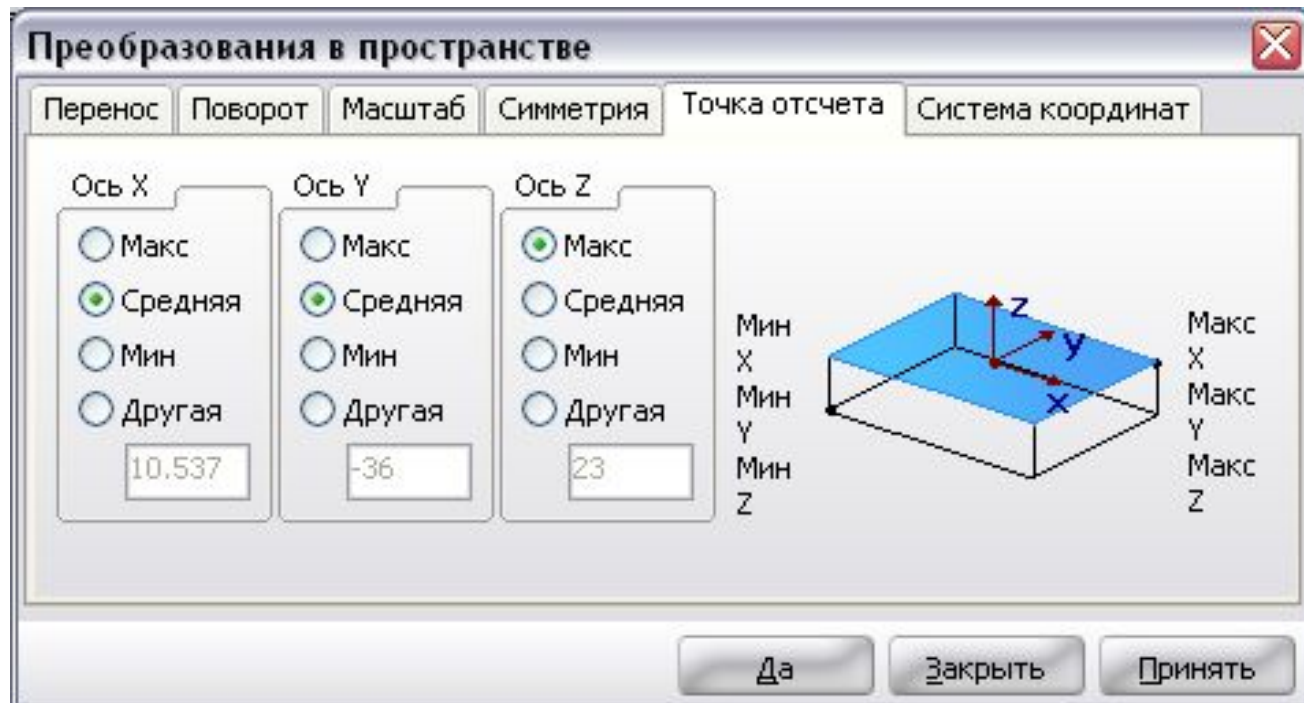 Преобразования в пространстве
Перенос Поворот Масштаб Симметрия Точка отсчета Система координат
Ось X Ось Y Ось Z
Макс Макс Макс
Средняя Средняя Средняя
Мин Мин Мин
Другая Другая Другая
10.537 -36 23
Мин
X
Мин
Y
Мин
Z
z
y
x
Макс
X
Макс
Y
Макс
Z
Да Закрыть Принять